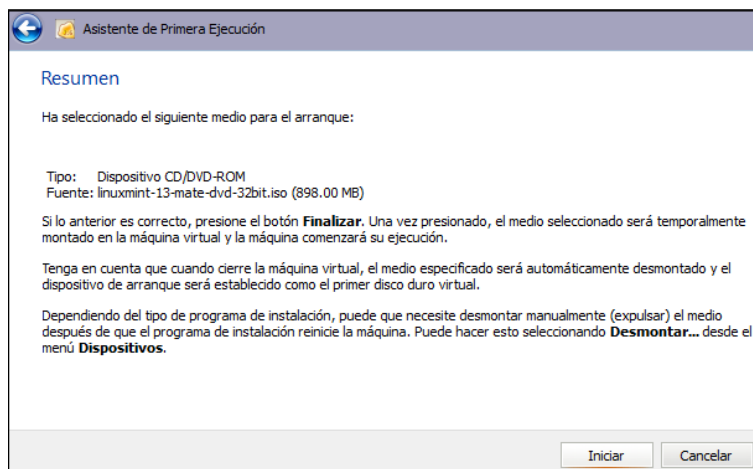 Asistente de Primera Ejecución
Resumen
Ha seleccionado el siguiente medio para el arranque:
Tipo: Dispositivo CD/DVD-ROM
Fuente: linuxmint-13-mate-dvd-32bit.iso (898.00 MB)
Si lo anterior es correcto, presione el botón Finalizar. Una vez presionado, el medio seleccionado será temporalmente
montado en la máquina virtual y la máquina comenzará su ejecución.
Tenga en cuenta que cuando cierre la máquina virtual, el medio especificado será automáticamente desmontado y el
dispositivo de arranque será establecido como el primer disco duro virtual.
Dependiendo del tipo de programa de instalación, puede que necesite desmontar manualmente (expulsar) el medio
después de que el programa de instalación reinicie la máquina. Puede hacer esto seleccionando Desmontar... desde el
menú Dispositivos.
Iniciar
Cancelar